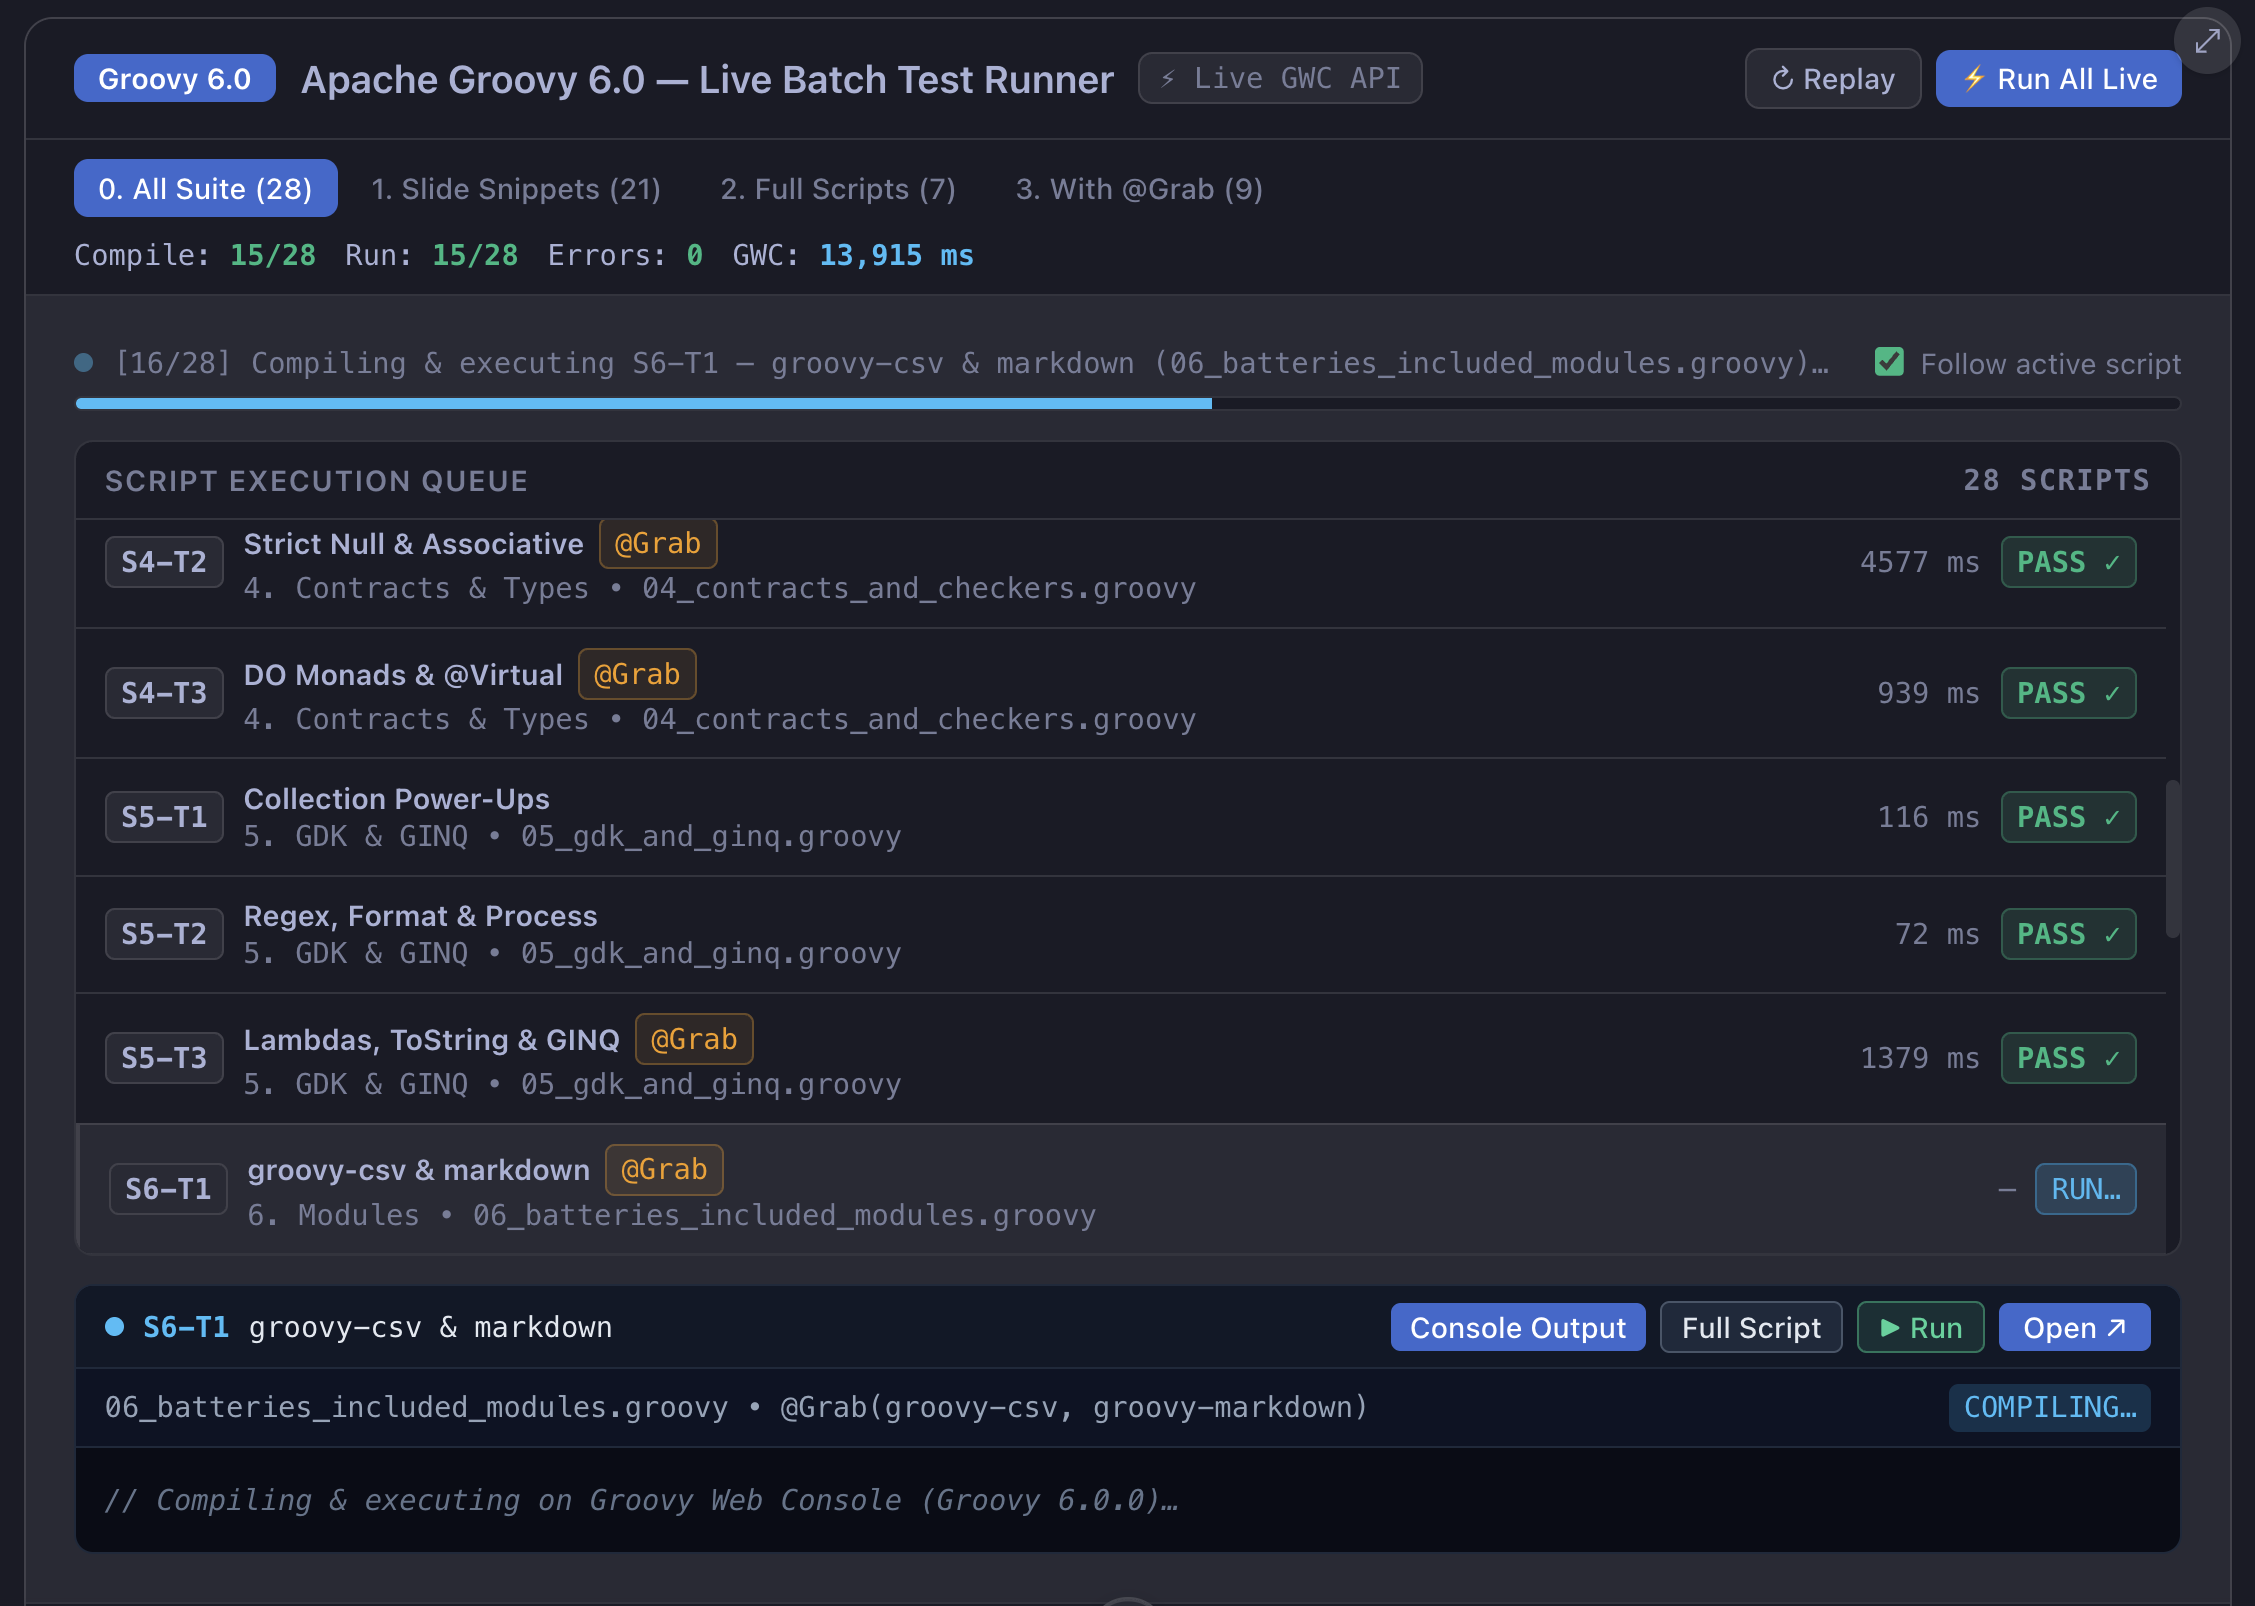 Groovy 6.0 Apache Groovy 6.0 — Live Batch Test Runner ⚡ Live GWC API ↻ Replay ⚡ Run All Live
0. All Suite (28) 1. Slide Snippets (21) 2. Full Scripts (7) 3. With @Grab (9)
Compile: 15/28 Run: 15/28 Errors: 0 GWC: 13,915 ms
[16/28] Compiling & executing S6-T1 — groovy-csv & markdown (06_batteries_included_modules.groovy)… Follow active script
SCRIPT EXECUTION QUEUE 28 SCRIPTS
S4-T2 Strict Null & Associative @Grab 4577 ms PASS ✓
4. Contracts & Types • 04_contracts_and_checkers.groovy
S4-T3 DO Monads & @Virtual @Grab 939 ms PASS ✓
4. Contracts & Types • 04_contracts_and_checkers.groovy
S5-T1 Collection Power-Ups 116 ms PASS ✓
5. GDK & GINQ • 05_gdk_and_ginq.groovy
S5-T2 Regex, Format & Process 72 ms PASS ✓
5. GDK & GINQ • 05_gdk_and_ginq.groovy
S5-T3 Lambdas, ToString & GINQ @Grab 1379 ms PASS ✓
5. GDK & GINQ • 05_gdk_and_ginq.groovy
S6-T1 groovy-csv & markdown @Grab — RUN…
6. Modules • 06_batteries_included_modules.groovy
S6-T1 groovy-csv & markdown Console Output Full Script ▶ Run Open ↗
06_batteries_included_modules.groovy • @Grab(groovy-csv, groovy-markdown) COMPILING…
// Compiling & executing on Groovy Web Console (Groovy 6.0.0)…